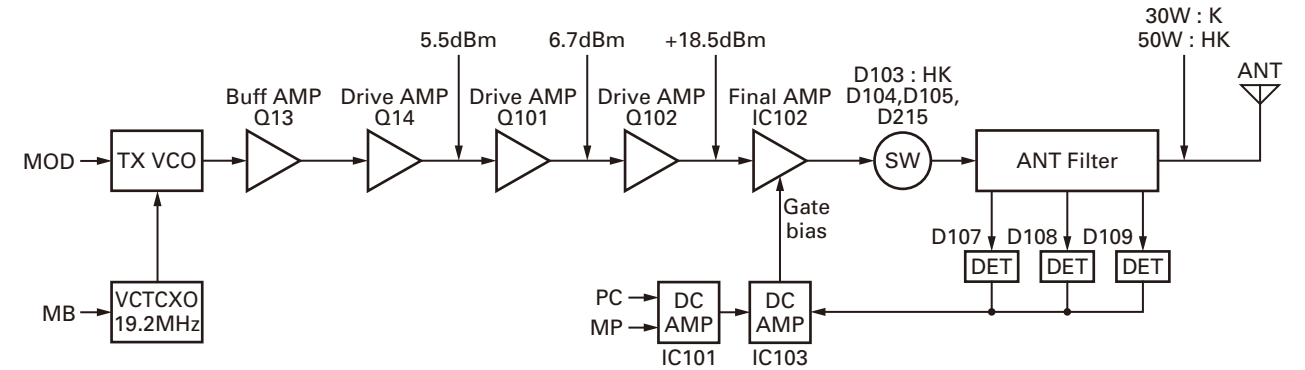 30W : K
50W : HK
5.5dBm
6.7dBm
+18.5dBm
ANT
D103 : HK
D104,D105,
D215
Buff AMP
Q13
Drive AMP
Q14
Drive AMP
Q101
Drive AMP
Q102
Final AMP
IC102
MOD
TX VCO
SW
ANT Filter
Gate
bias
D107
D108
D109
DET
DET
DET
MB
VCTCXO
19.2MHz
PC
MP
DC
AMP
IC101
DC
AMP
IC103